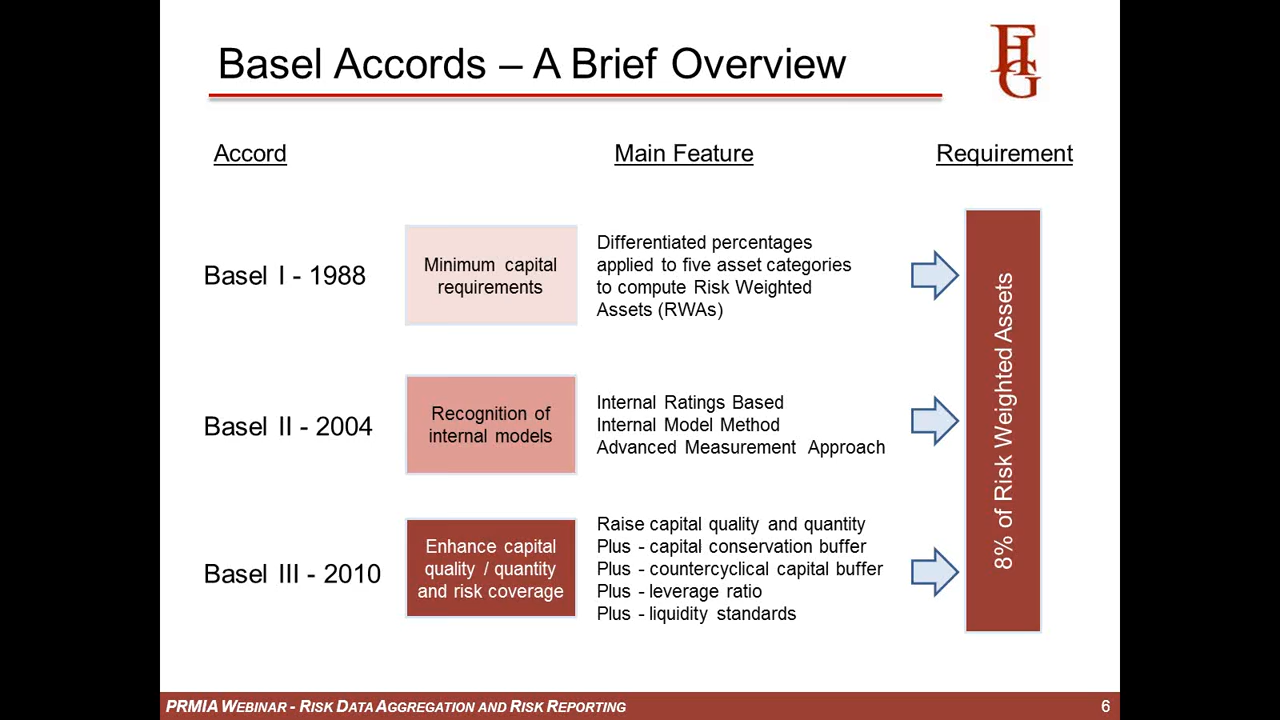 Basel Accords – A Brief Overview
FHG
Accord
Main Feature
Requirement
Basel I - 1988
Minimum capital
requirements
Differentiated percentages
applied to five asset categories
to compute Risk Weighted
Assets (RWAs)
Basel II - 2004
Recognition of
internal models
Internal Ratings Based
Internal Model Method
Advanced Measurement Approach
Basel III - 2010
Enhance capital
quality / quantity
and risk coverage
Raise capital quality and quantity
Plus - capital conservation buffer
Plus - countercyclical capital buffer
Plus - leverage ratio
Plus - liquidity standards
8% of Risk Weighted Assets
PRMIA WEBINAR - RISK DATA AGGREGATION AND RISK REPORTING
6